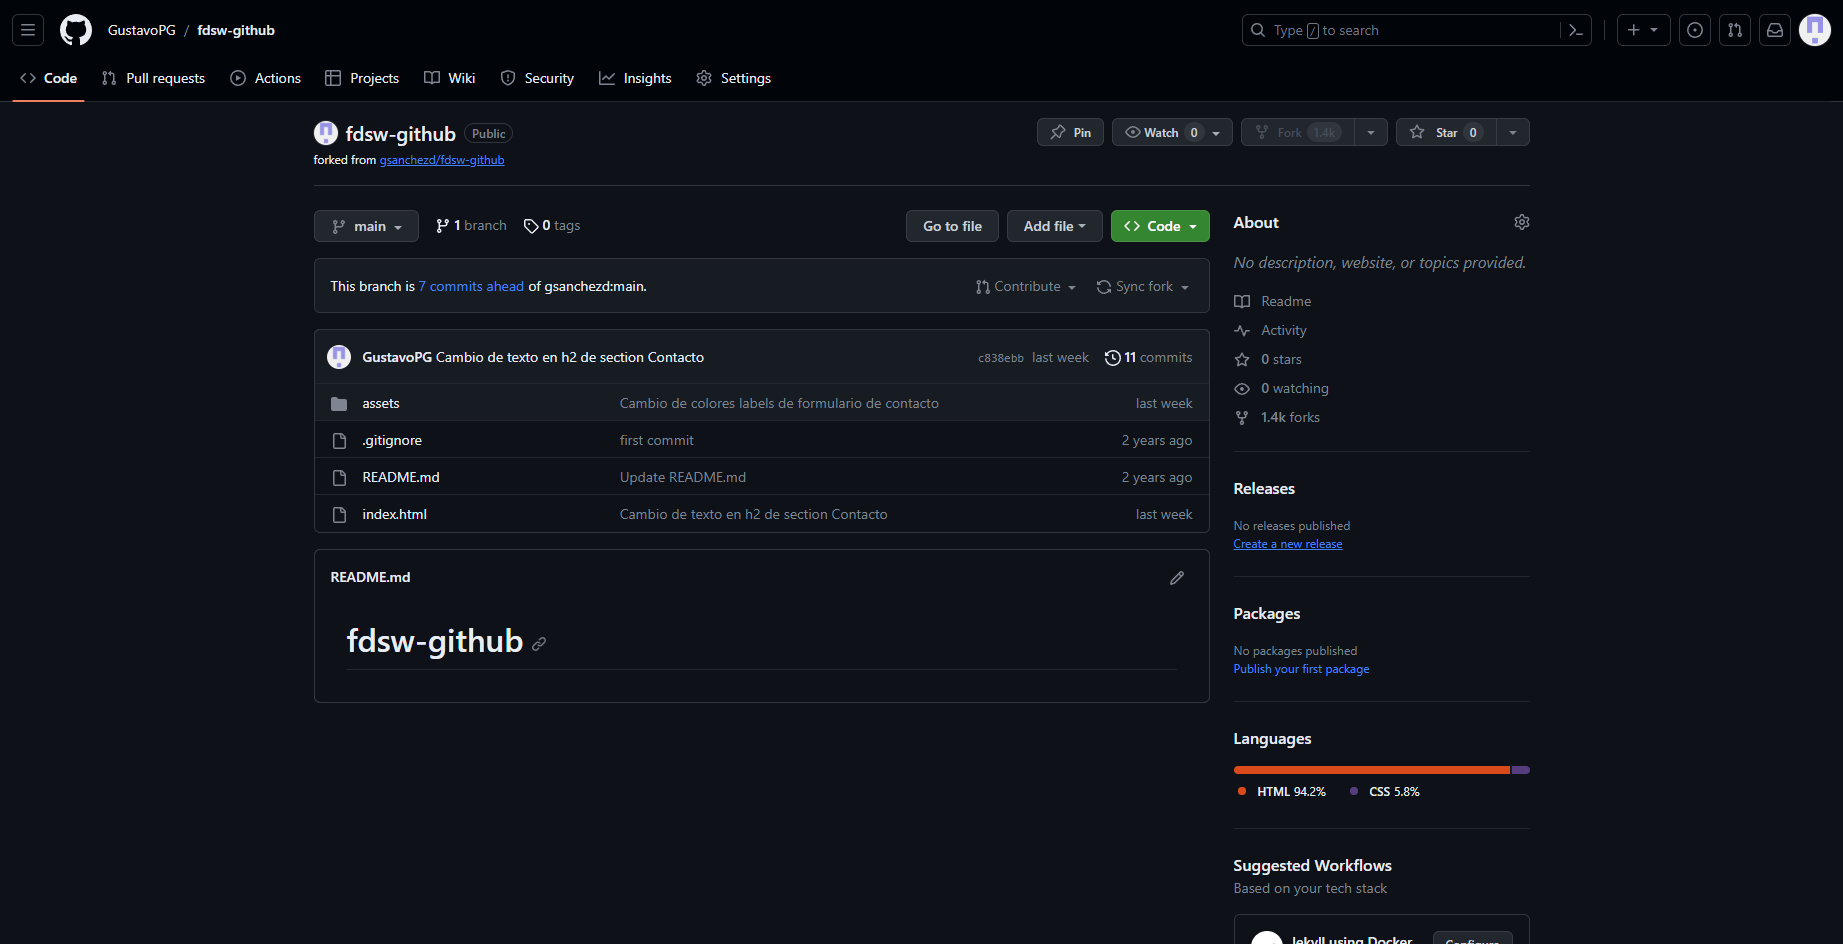 GustavoPG / fdsw-github
Type / to search
Code Pull requests Actions Projects Wiki Security Insights Settings
fdsw-github Public
Pin Watch 0 Fork 1.4k Star 0
forked from gsanchezd/fdsw-github
main 1 branch 0 tags Go to file Add file Code
This branch is 7 commits ahead of gsanchezd:main. Contribute Sync fork
GustavoPG Cambio de texto en h2 de section Contacto c838ebb last week 11 commits
assets Cambio de colores labels de formulario de contacto last week
.gitignore first commit 2 years ago
README.md Update README.md 2 years ago
index.html Cambio de texto en h2 de section Contacto last week
README.md
fdsw-github
About
No description, website, or topics provided.
Readme
Activity
0 stars
0 watching
1.4k forks
Releases
No releases published
Create a new release
Packages
No packages published
Publish your first package
Languages
HTML 94.2% CSS 5.8%
Suggested Workflows
Based on your tech stack
Jekyll using Docker Configure